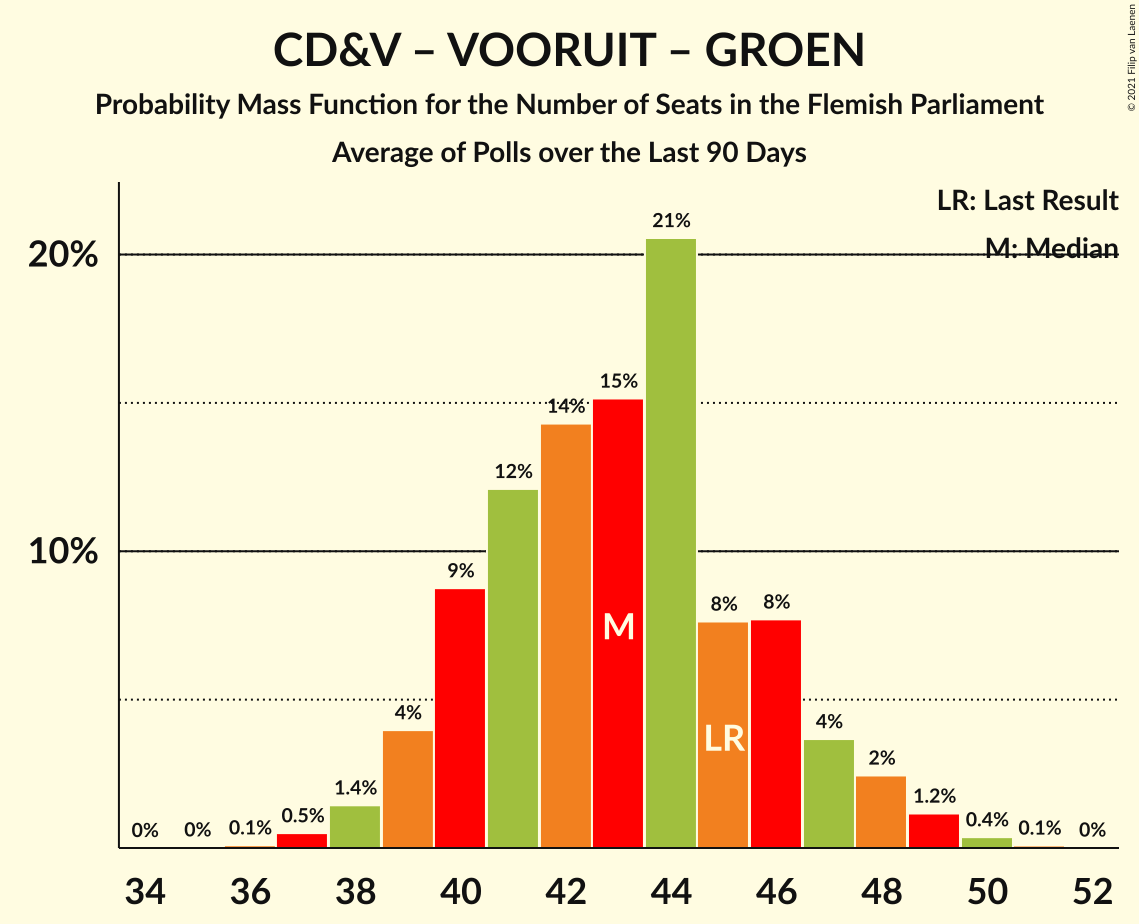 CD&V – VOORUIT – GROEN
Probability Mass Function for the Number of Seats in the Flemish Parliament
Average of Polls over the Last 90 Days
© 2021 Filip van Laenen
LR: Last Result
M: Median
20%
10%
0%
0%
0.1%
0.5%
1.4%
4%
9%
12%
14%
15%
21%
8%
8%
4%
2%
1.2%
0.4%
0.1%
0%
M
LR
34 36 38 40 42 44 46 48 50 52